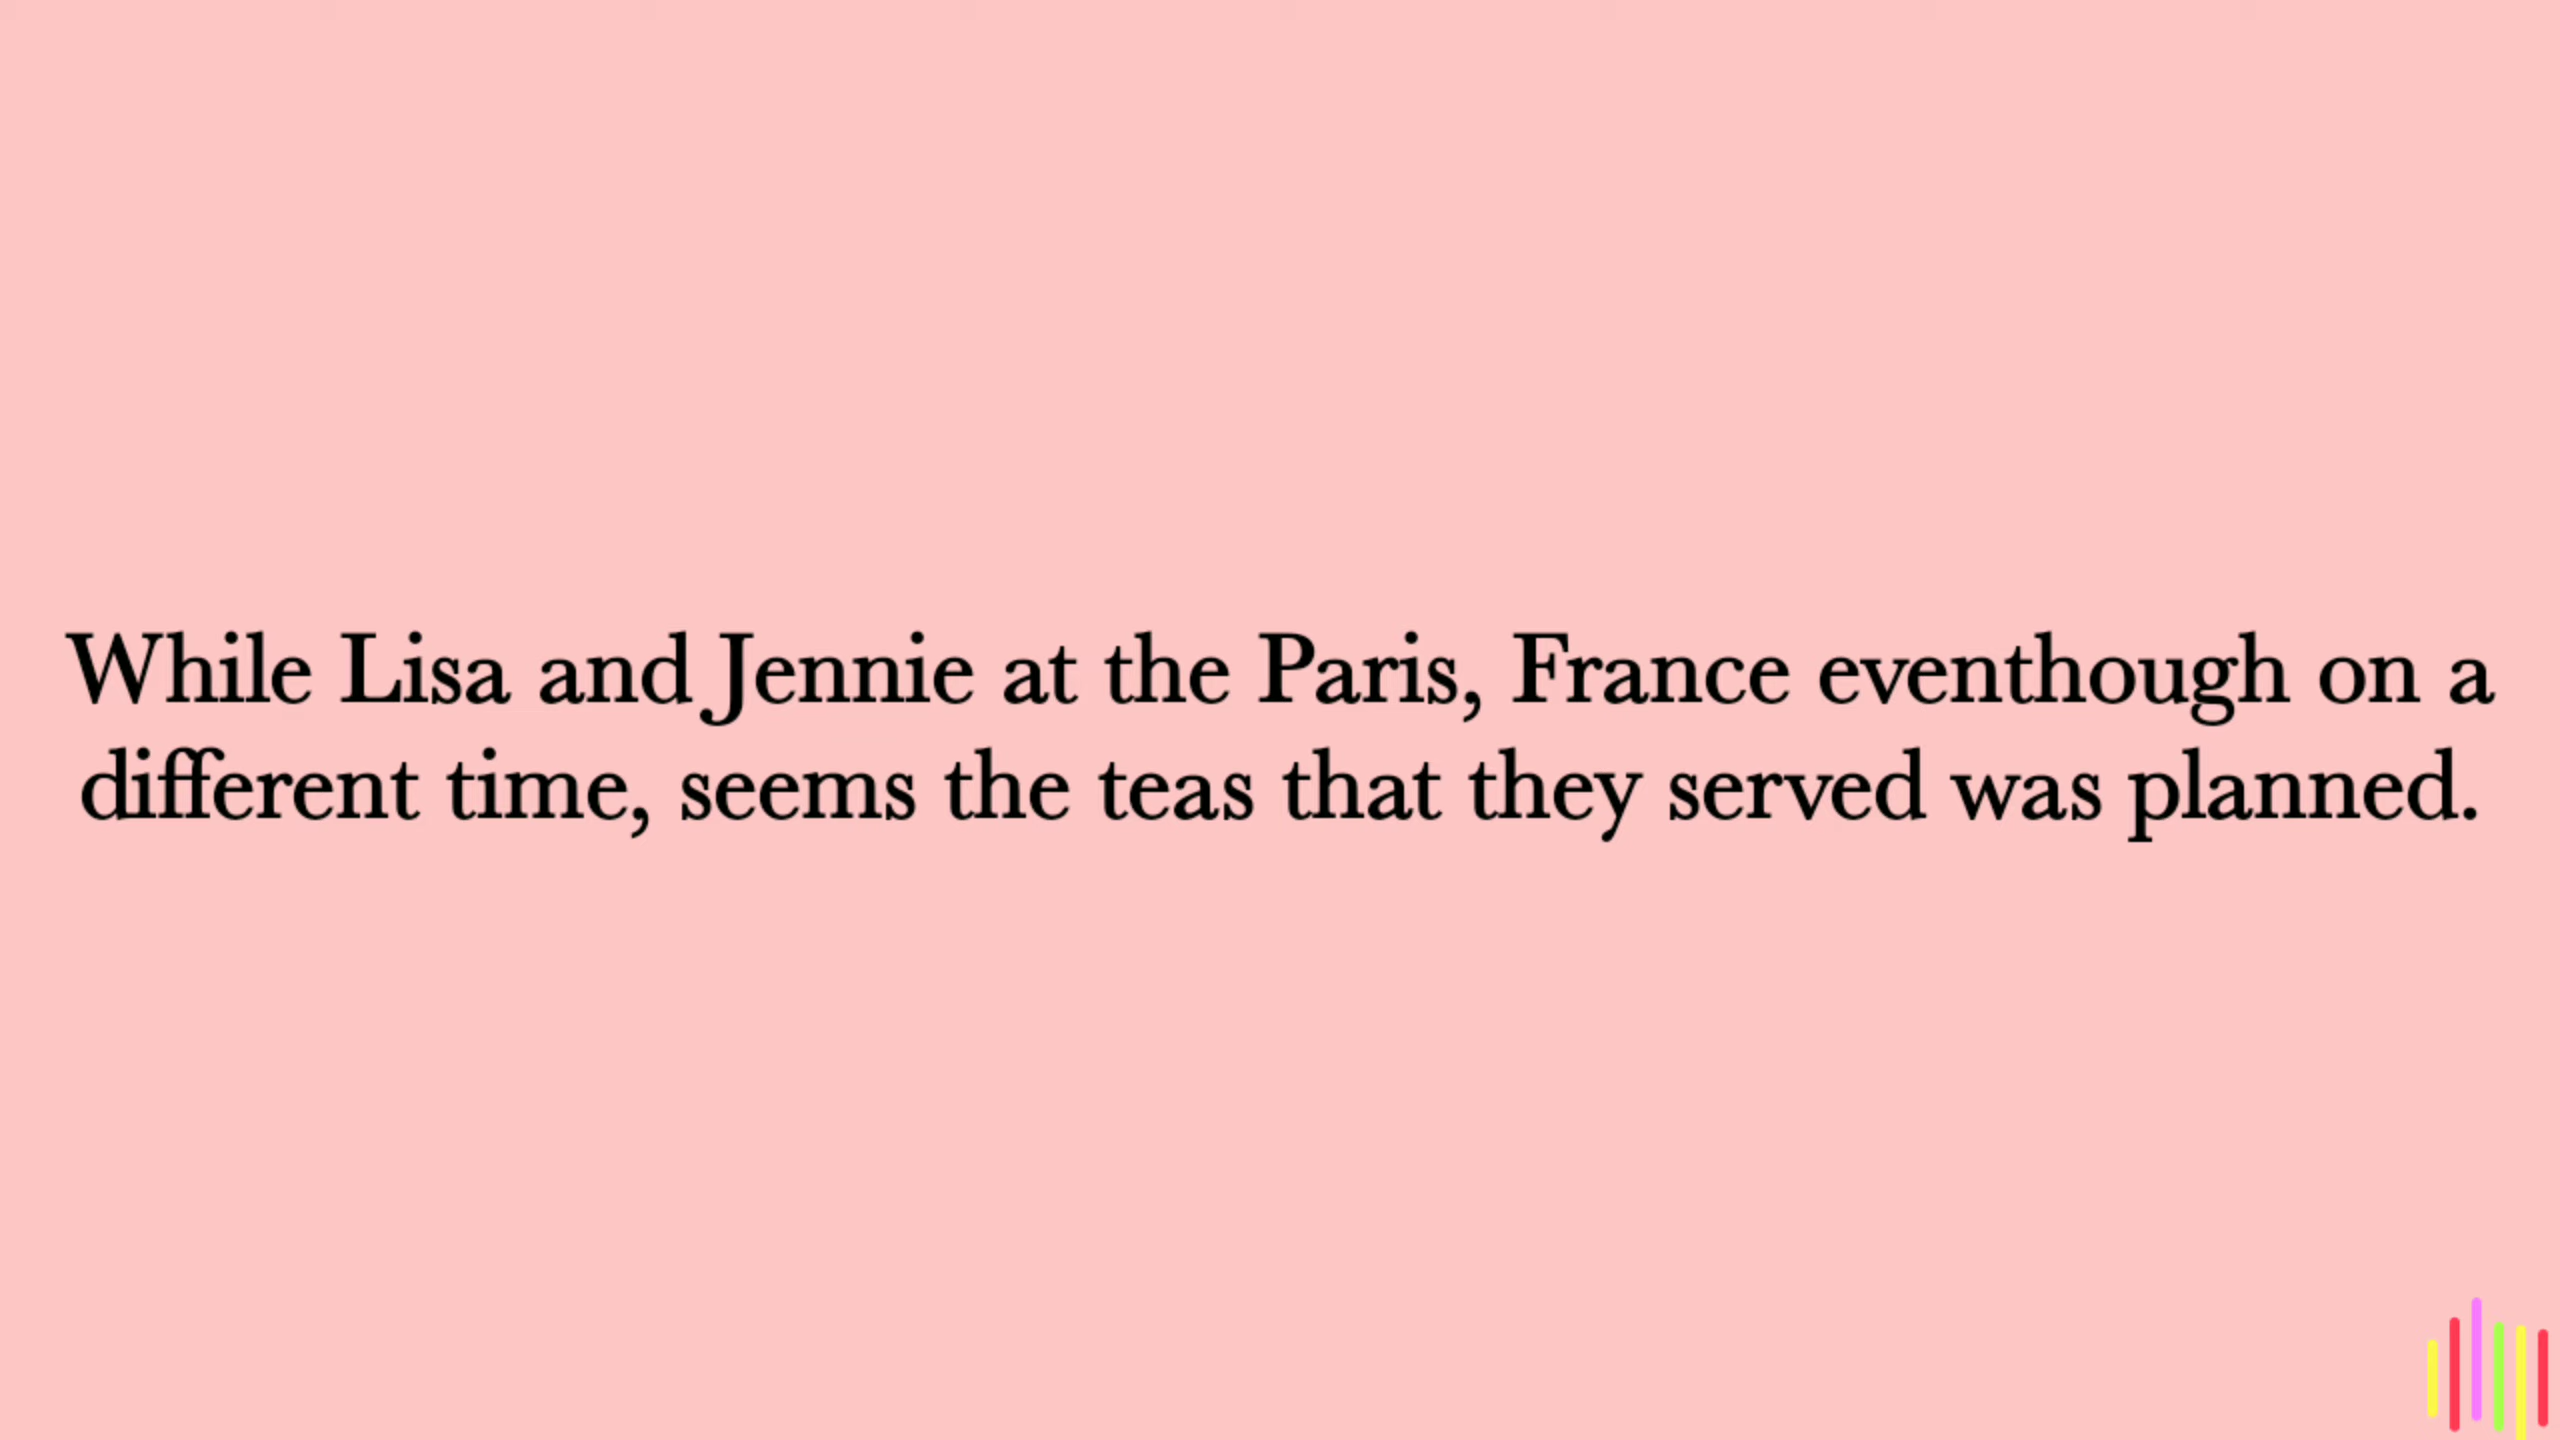 While Lisa and Jennie at the Paris, France eventhough on a
different time, seems the teas that they served was planned.